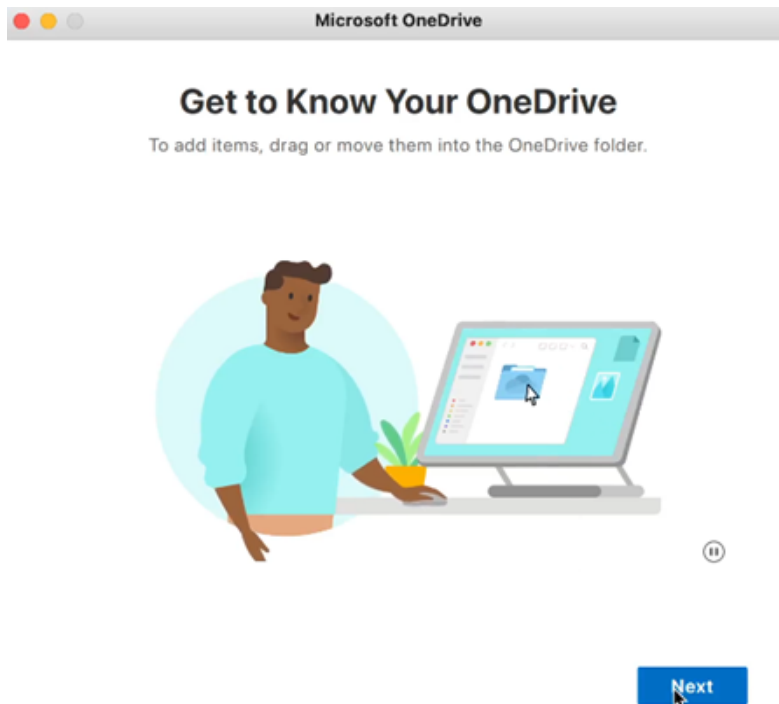 Microsoft OneDrive
Get to Know Your OneDrive
To add items, drag or move them into the OneDrive folder.
Next